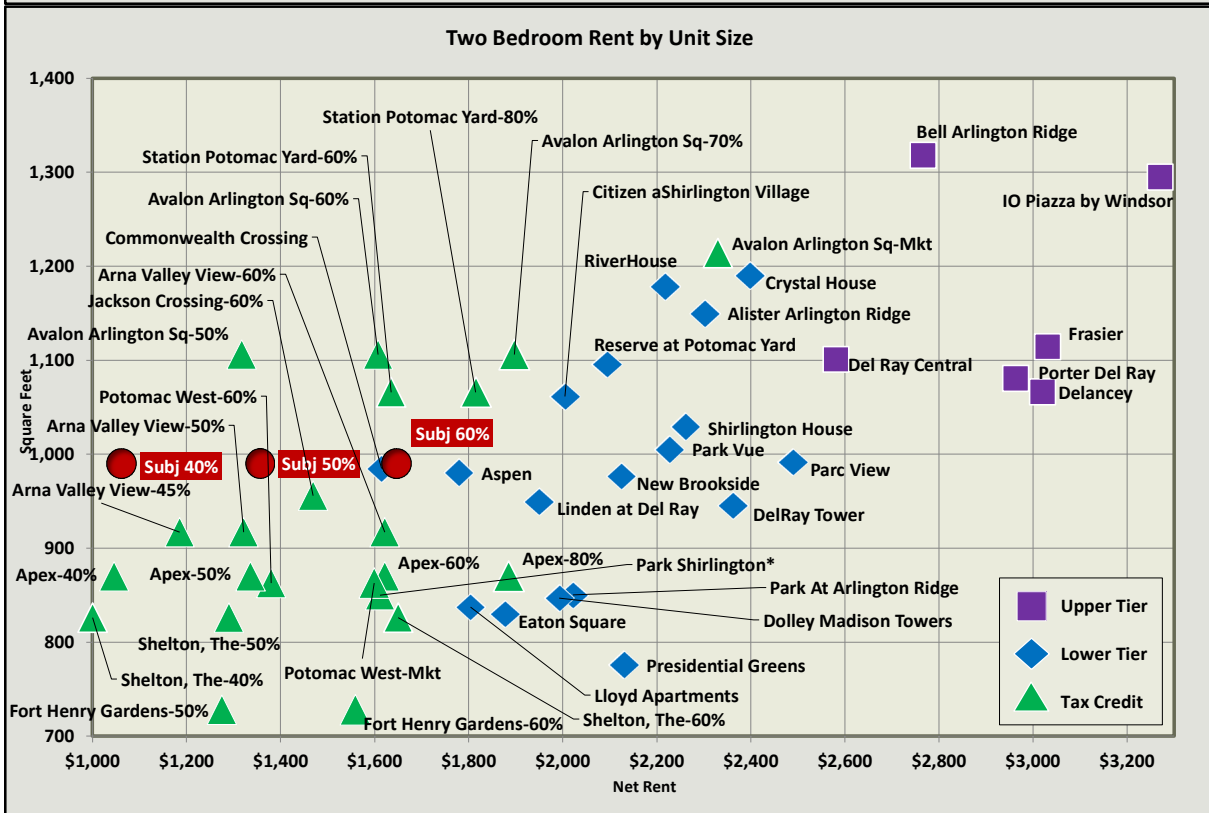 Two Bedroom Rent by Unit Size
1,400
Station Potomac Yard-80%
Bell Arlington Ridge
Station Potomac Yard-60%
Avalon Arlington Sq-70%
1,300
Avalon Arlington Sq-60%
Citizen aShirlington Village
IO Piazza by Windsor
Commonwealth Crossing
Avalon Arlington Sq-Mkt
1,200
RiverHouse
Arna Valley View-60%
Crystal House
Jackson Crossing-60%
Alister Arlington Ridge
Avalon Arlington Sq-50%
Frasier
Reserve at Potomac Yard
1,100
Del Ray Central
Porter Del Ray
Delancey
Square Feet
Potomac West-60%
Arna Valley View-50%
Subj 60%
Shirlington House
1,000
Park Vue
Subj 40%
Subj 50%
Aspen
Parc View
Arna Valley View-45%
New Brookside
Linden at Del Ray
DelRay Tower
900
Apex-40%
Apex-50%
Apex-60%
Apex-80%
Park Shirlington*
Park At Arlington Ridge
Eaton Square
Dolley Madison Towers
800
Shelton, The-50%
Potomac West-Mkt
Presidential Greens
Shelton, The-40%
Lloyd Apartments
Fort Henry Gardens-50%
Fort Henry Gardens-60%
Shelton, The-60%
700
Upper Tier
Lower Tier
Tax Credit
$1,000 $1,200 $1,400 $1,600 $1,800 $2,000 $2,200 $2,400 $2,600 $2,800 $3,000 $3,200
Net Rent